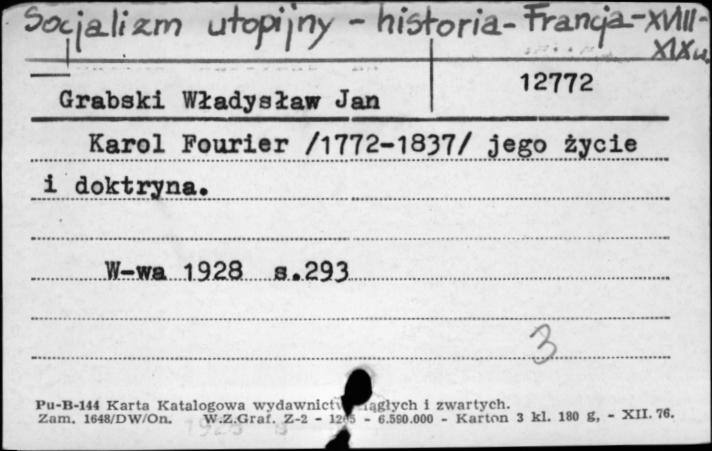 Socjalizm utopijny - historia - Francja - XVIII-
XIX w.
Grabski Władysław Jan
12772
Karol Fourier /1772-1837/ jego życie
i doktryna.
W-wa 1928 s.293
3
Pu-B-144 Karta Katalogowa wydawnictw ciągłych i zwartych.
Zam. 1648/DW/On. W.Z.Graf. Z-2 - - 6.590.000 - Karton 3 kl. 180 g, - XII. 76.